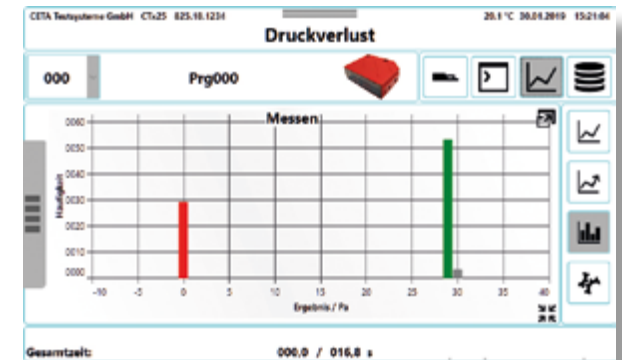 CETA Testsysteme GmbH CTx25 825.10.1234 20.1 °C 30.01.2019 15:21:04
Druckverlust
000 Prg000
Messen
Häufigkeit
0060
0050
0040
0030
0020
0010
0000
-10 -5 0 5 10 15 20 25 30 35 40
Ergebnis / Pa
Gesamtzeit: 000,0 / 016,8 s